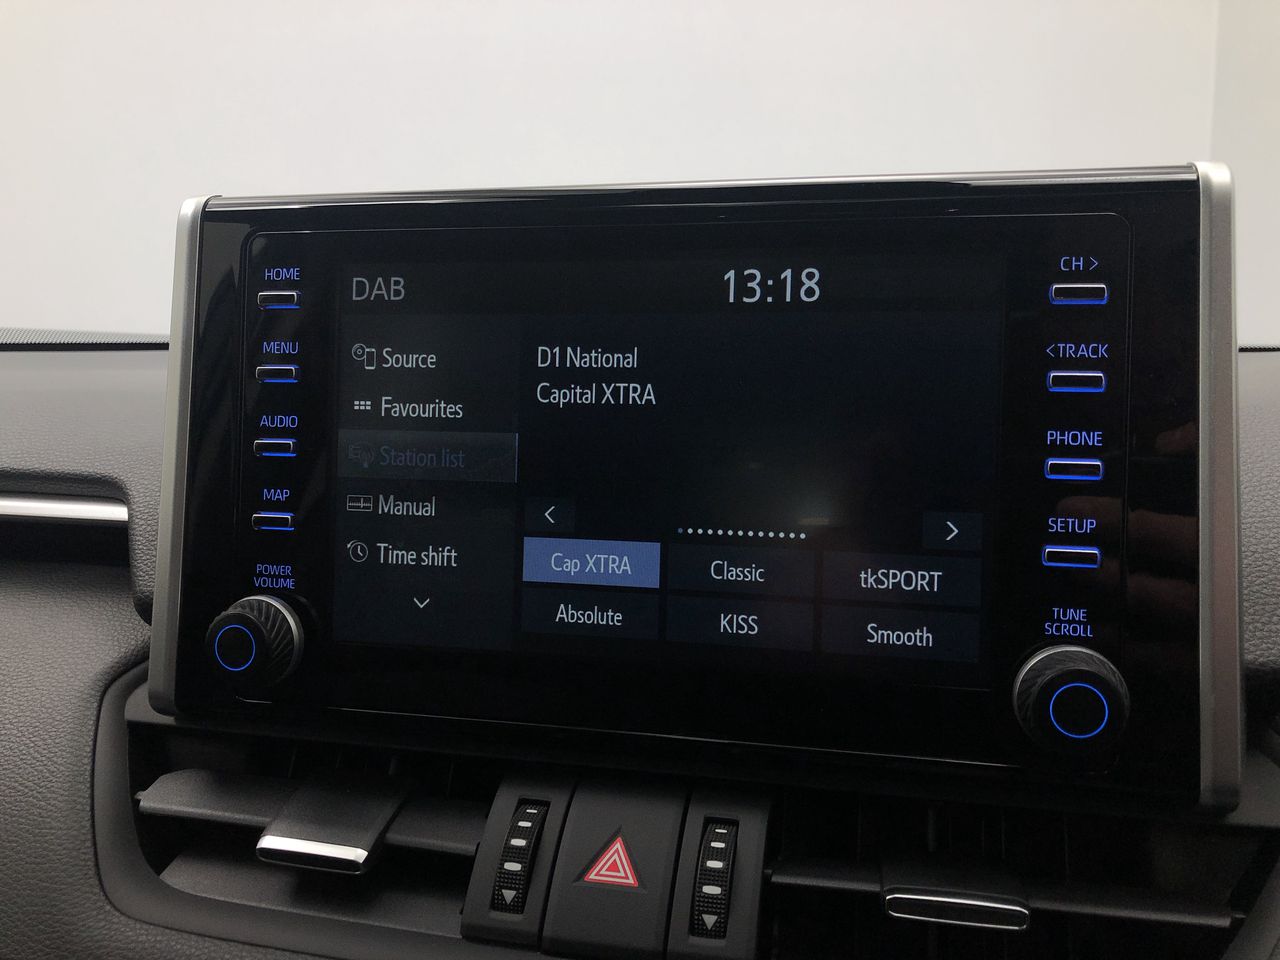 HOME
MENU
AUDIO
MAP
POWER
VOLUME
DAB
13:18
Source
Favourites
Station list
Manual
Time shift
D1 National
Capital XTRA
Cap XTRA
Classic
tkSPORT
Absolute
KISS
Smooth
CH >
< TRACK
PHONE
SETUP
TUNE
SCROLL